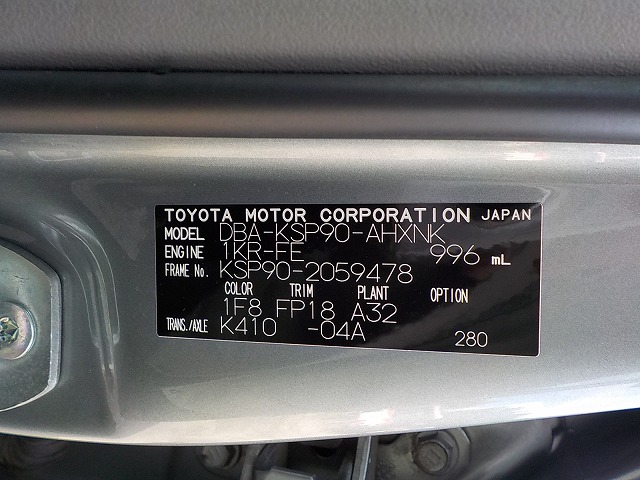 TOYOTA MOTOR CORPORATION JAPAN
MODEL DBA-KSP90-AHXNK
ENGINE 1KR-FE 996 mL
FRAME No. KSP90-2059478
COLOR TRIM PLANT OPTION
1F8 FP18 A32
TRANS./AXLE K410 -04A 280